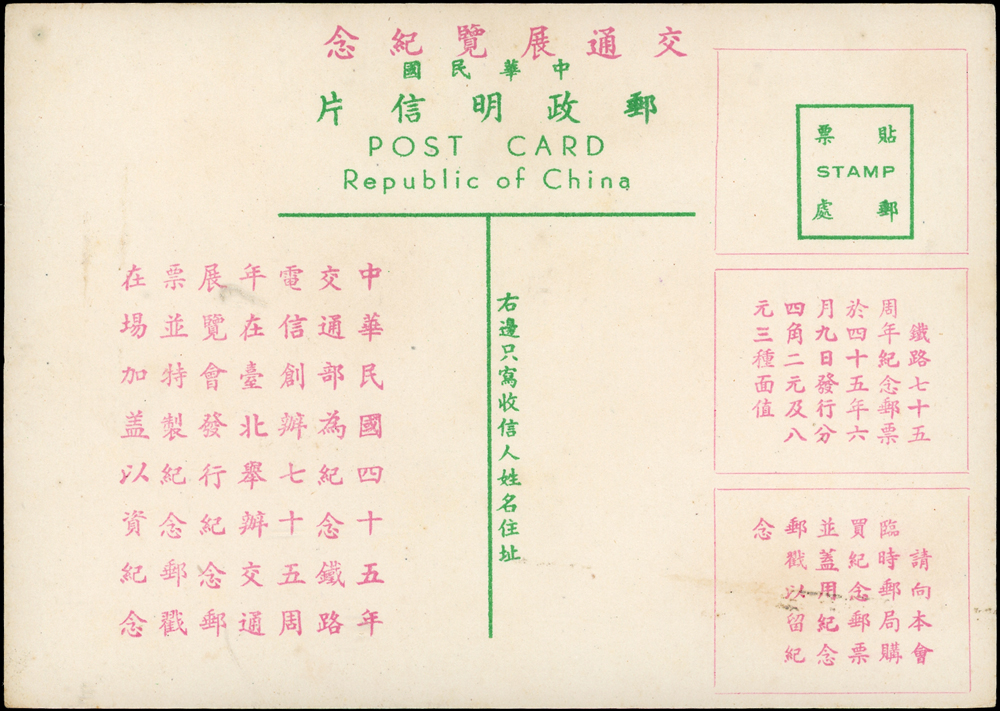 交通展覽紀念
中華民國
郵政明信片
POST CARD
Republic of China
貼郵
票處
STAMP
鐵路七十五
周年紀念郵票
於四十五年六
月九日發行分
四角二元及八
元三種面值
請向本會
臨時郵局購
買紀念郵票
並蓋用紀念
郵戳以留紀
念
右邊只寫收信人姓名住址
中華民國四十五年
交通部為紀念鐵路
電信創辦七十五周
年在臺北舉辦交通
展覽會發行紀念郵
票並特製紀念郵戳
在場加盖以資紀念